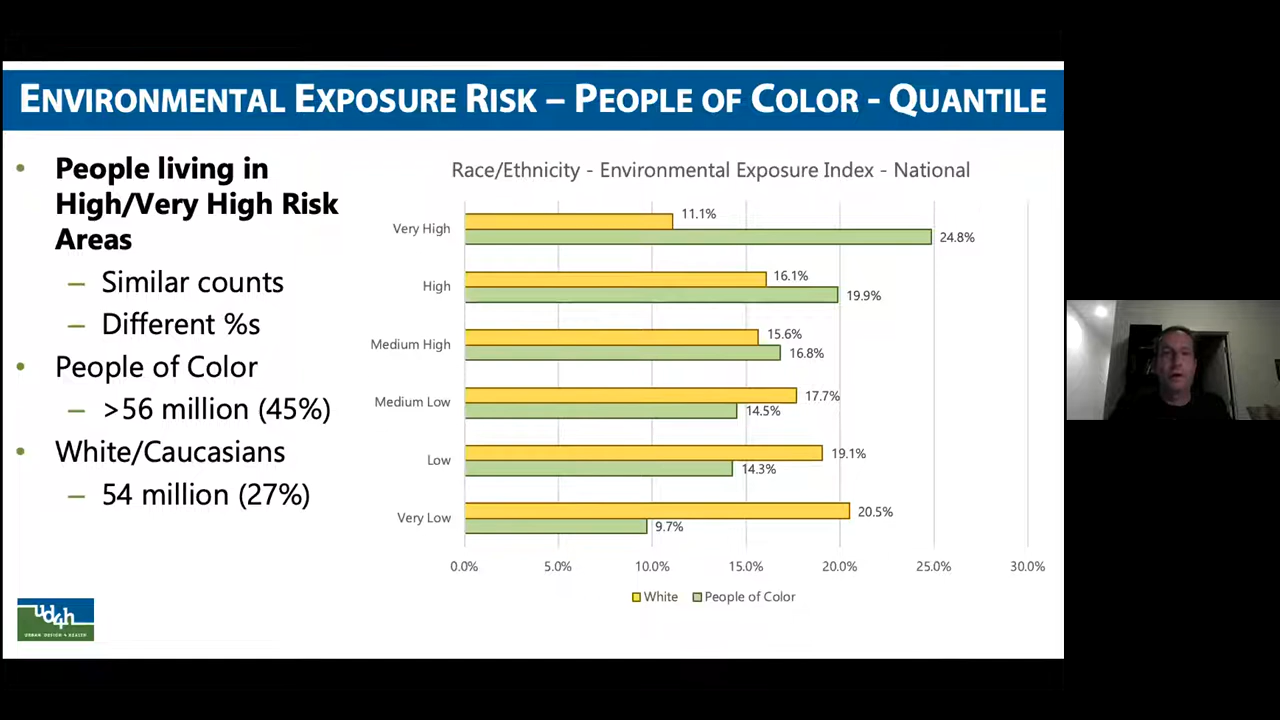 ENVIRONMENTAL EXPOSURE RISK – PEOPLE OF COLOR - QUANTILE
• People living in
High/Very High Risk
Areas
– Similar counts
– Different %s
• People of Color
– >56 million (45%)
• White/Caucasians
– 54 million (27%)
Race/Ethnicity - Environmental Exposure Index - National
Very High
11.1%
24.8%
High
16.1%
19.9%
Medium High
15.6%
16.8%
Medium Low
17.7%
14.5%
Low
19.1%
14.3%
Very Low
20.5%
9.7%
0.0% 5.0% 10.0% 15.0% 20.0% 25.0% 30.0%
White People of Color
ud4h
URBAN DESIGN 4 HEALTH